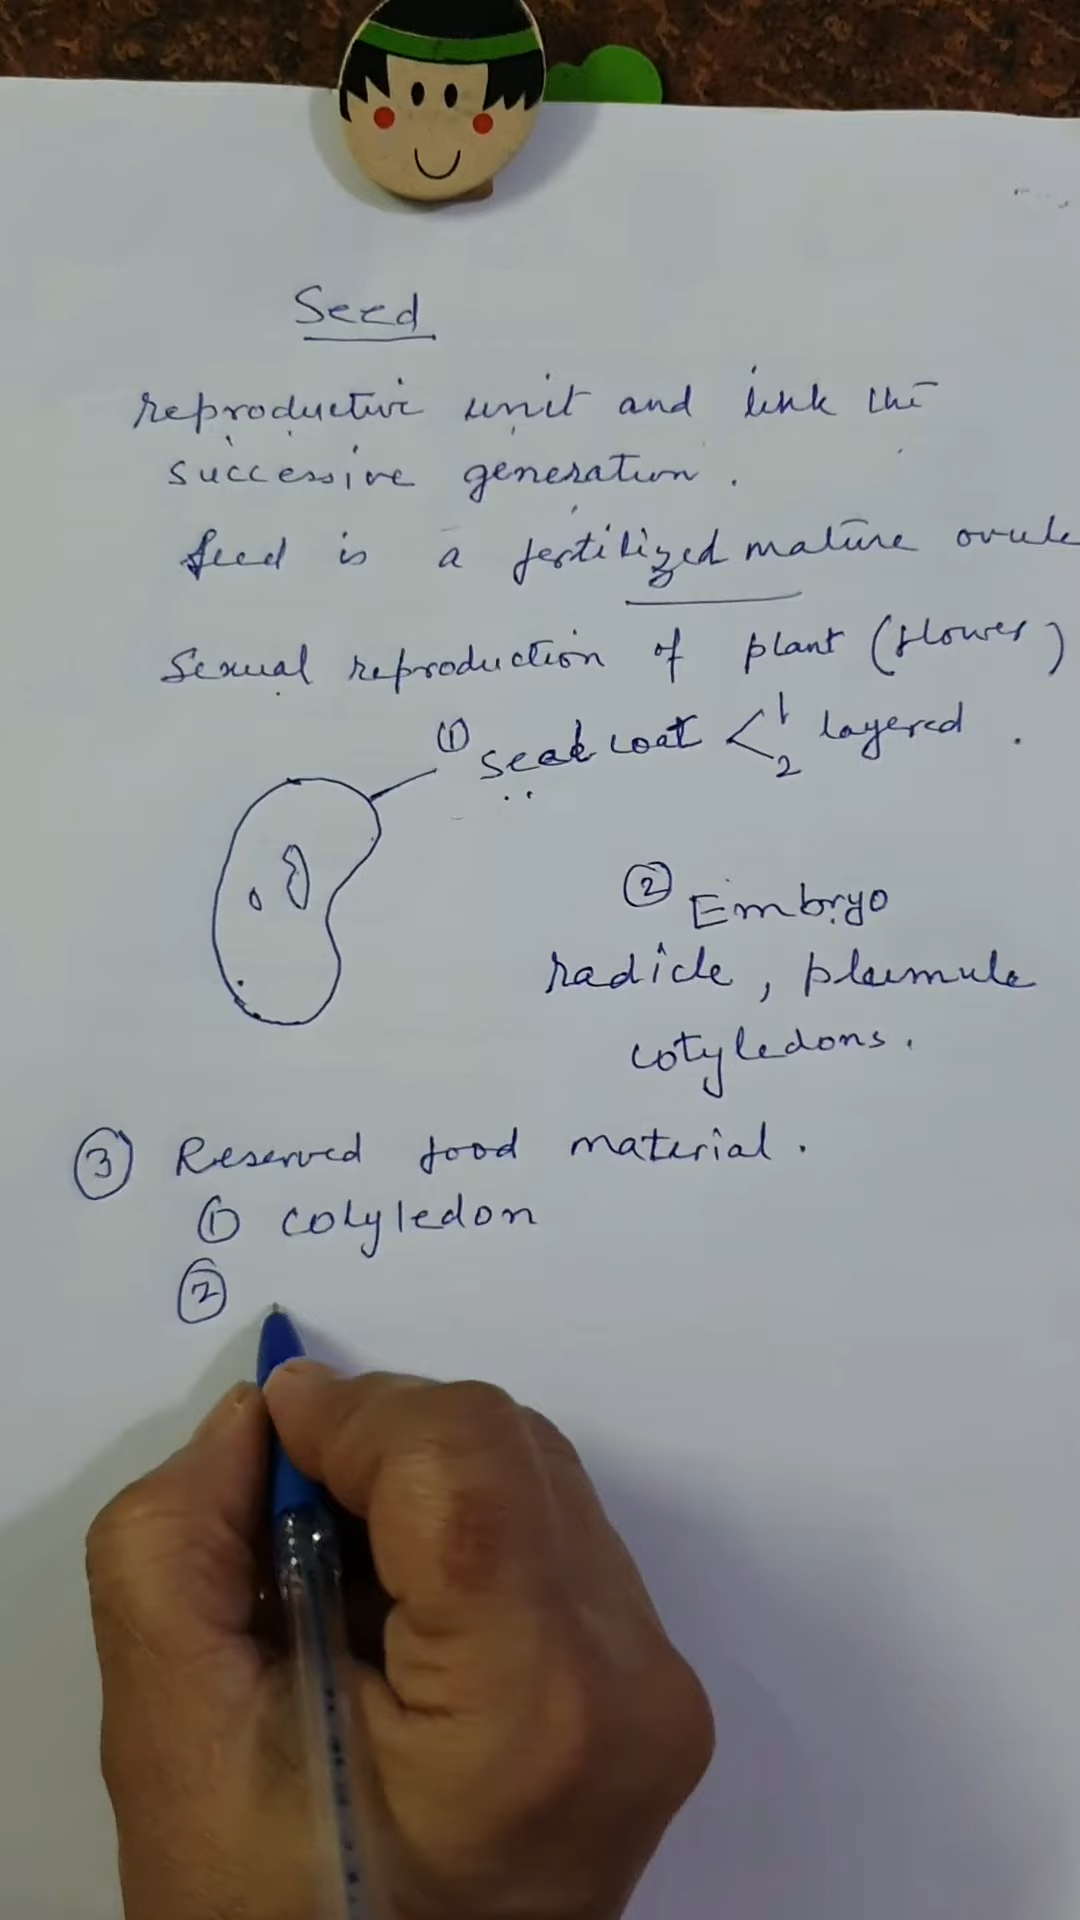 Seed
reproductive unit and link the
successive generation.
Seed is a fertilized mature ovule
Sexual reproduction of plant (flower)
① seed coat < 1 2 layered.
② Embryo
radicle, plumule
cotyledons.
③ Reserved food material.
① cotyledon
②